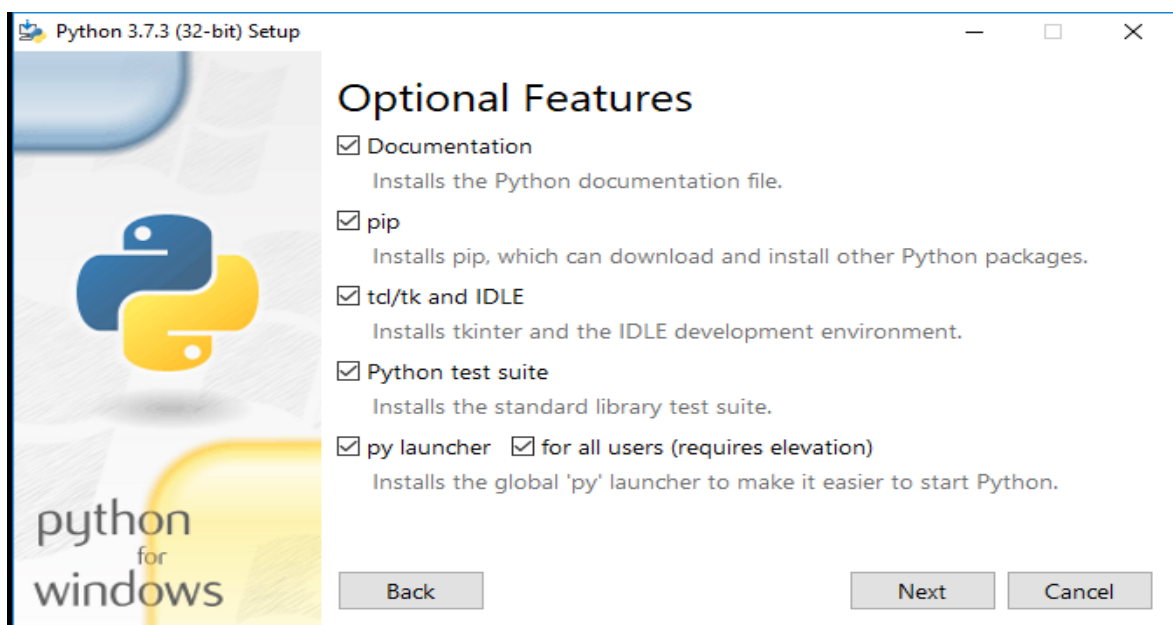 Python 3.7.3 (32-bit) Setup
Optional Features
Documentation
Installs the Python documentation file.
pip
Installs pip, which can download and install other Python packages.
tcl/tk and IDLE
Installs tkinter and the IDLE development environment.
Python test suite
Installs the standard library test suite.
py launcher for all users (requires elevation)
Installs the global 'py' launcher to make it easier to start Python.
python
for
windows
Back Next Cancel